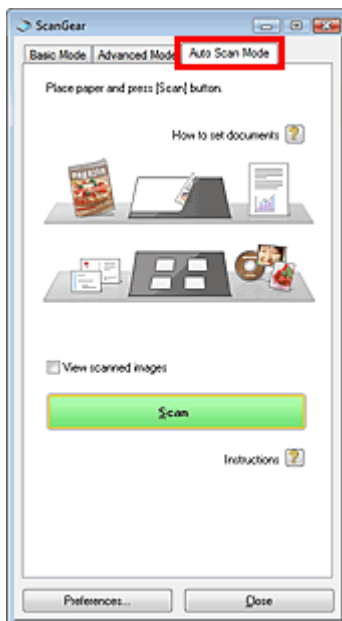 ScanGear
Basic Mode Advanced Mode Auto Scan Mode
Place paper and press [Scan] button.
How to set documents ?
View scanned images
Scan
Instructions ?
Preferences... Close